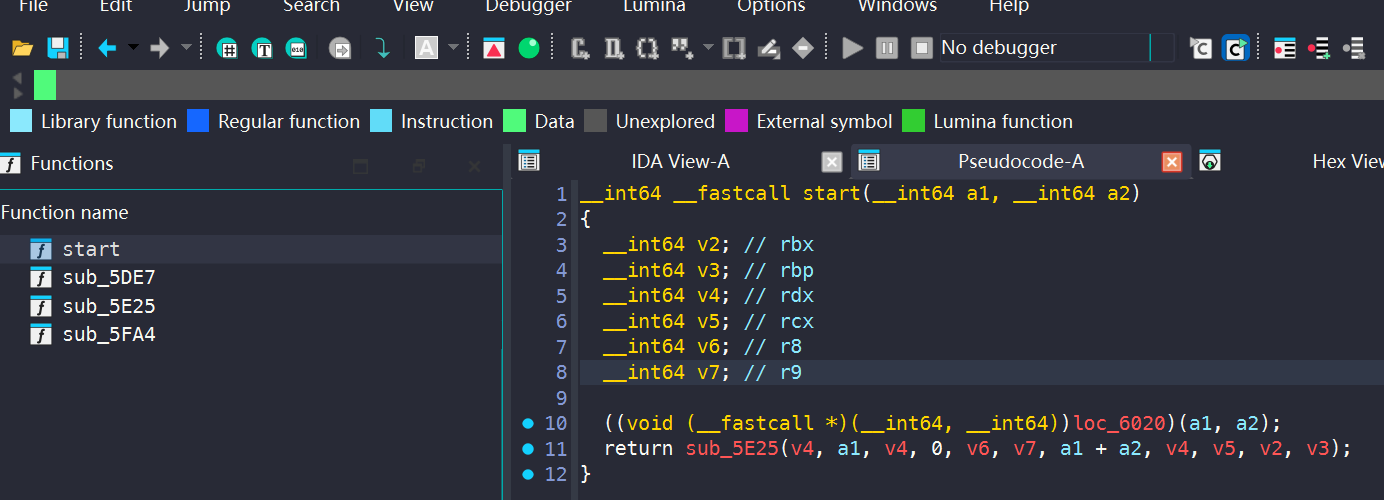 File Edit Jump Search View Debugger Lumina Options Windows Help
No debugger
Library function Regular function Instruction Data Unexplored External symbol Lumina function
Functions
IDA View-A Pseudocode-A Hex View
Function name
start
sub_5DE7
sub_5E25
sub_5FA4
1 __int64 __fastcall start(__int64 a1, __int64 a2)
2 {
3 __int64 v2; // rbx
4 __int64 v3; // rbp
5 __int64 v4; // rdx
6 __int64 v5; // rcx
7 __int64 v6; // r8
8 __int64 v7; // r9
9
10 ((void (__fastcall *)(__int64, __int64))loc_6020)(a1, a2);
11 return sub_5E25(v4, a1, v4, 0, v6, v7, a1 + a2, v4, v5, v2, v3);
12 }